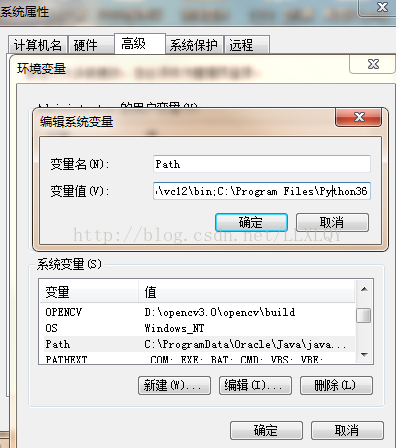 系统属性
计算机名 硬件 高级 系统保护 远程
环境变量
的用户变量(U)
编辑系统变量
变量名(N): Path
变量值(V): \vc12\bin;C:\Program Files\Python36
确定 取消
http://blog.csdn.net/LLXLQY
系统变量(S)
变量 值
OPENCV D:\opencv3.0\opencv\build
OS Windows_NT
Path C:\ProgramData\Oracle\Java\java...
PATHEXT .COM;.EXE;.BAT;.CMD;.VBS;.VBE;
新建(W)... 编辑(I)... 删除(L)
确定 取消